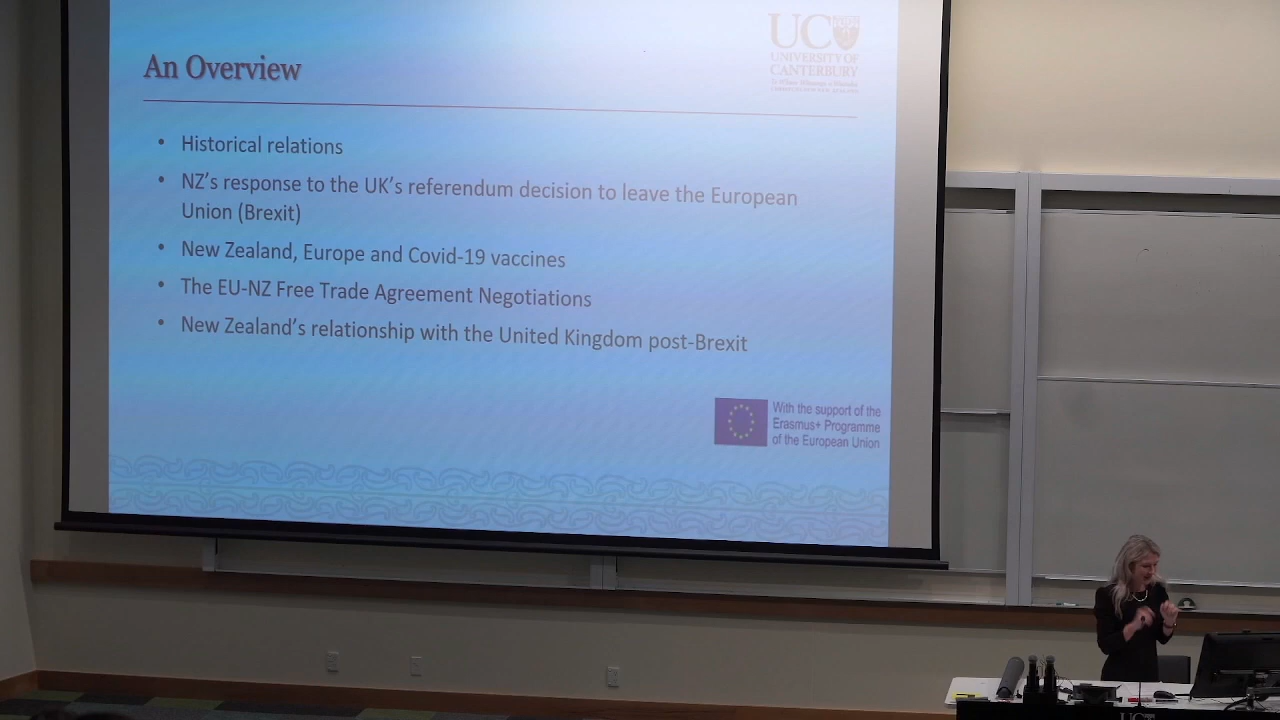 An Overview
UC
UNIVERSITY OF
CANTERBURY
• Historical relations
• NZ's response to the UK's referendum decision to leave the European
Union (Brexit)
• New Zealand, Europe and Covid-19 vaccines
• The EU-NZ Free Trade Agreement Negotiations
• New Zealand's relationship with the United Kingdom post-Brexit
With the support of the
Erasmus+ Programme
of the European Union
UC